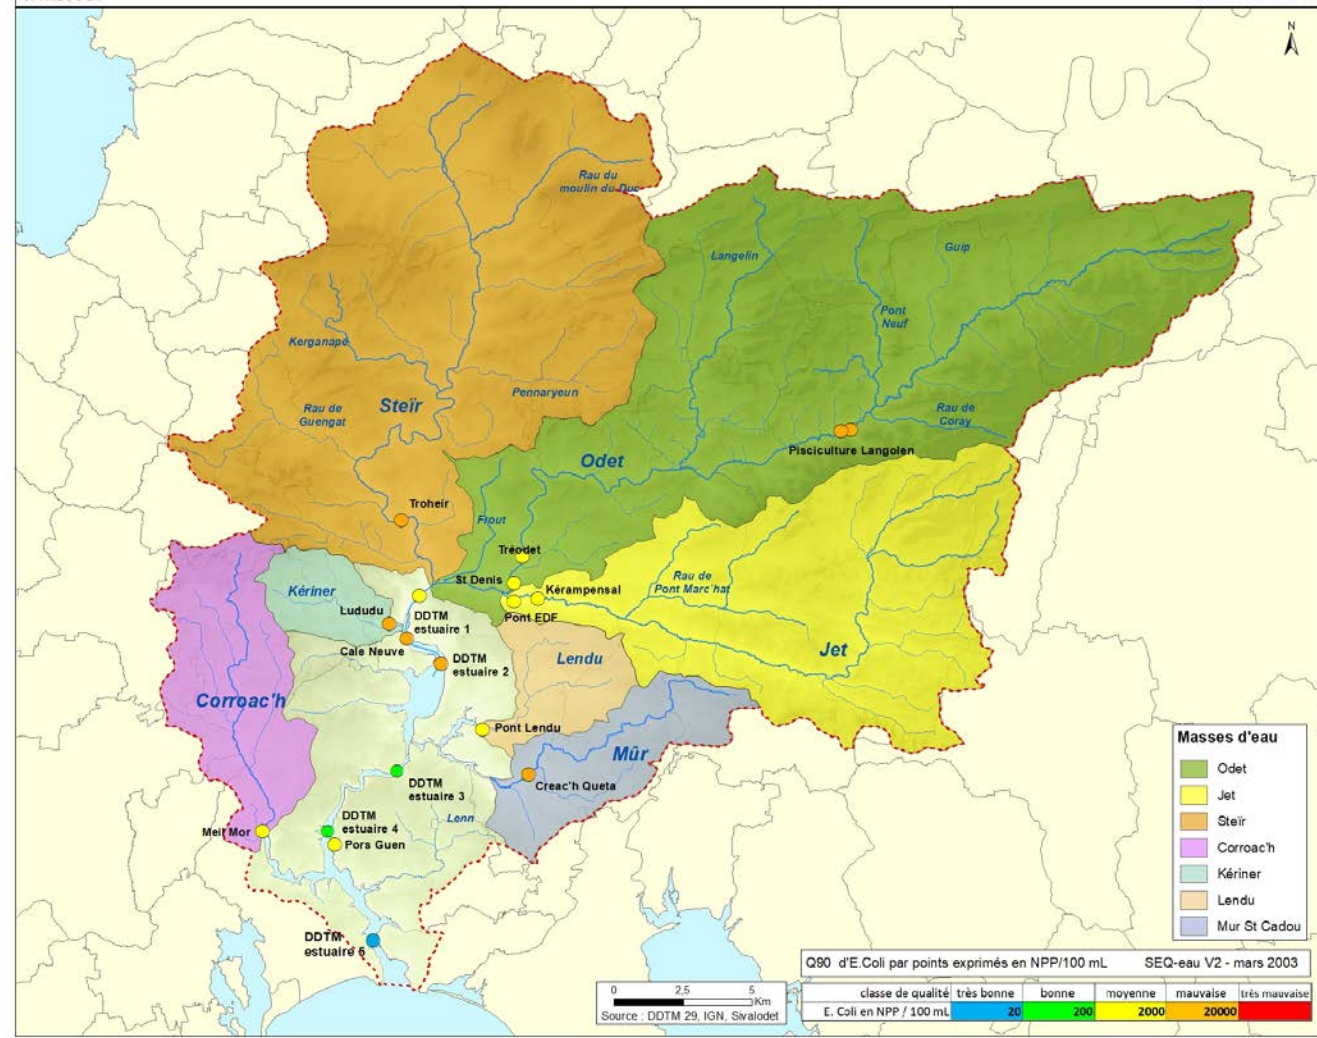 N
Rau du
moulin du Duc
Langelin
Guip
Pont
Neuf
Kerganapé
Pennaryeun
Steïr
Rau de
Guengat
Rau de
Coray
Pisciculture Langolen
Odet
Troheir
Frout
Tréodet
St Denis
Kérampensal
Rau de
Pont Marc'hat
Pont EDF
Kériner
Lududu
DDTM
estuaire 1
Cale Neuve
DDTM
estuaire 2
Lendu
Jet
Corroac'h
Pont Lendu
Mûr
DDTM
estuaire 3
Creac'h Queta
Lenn
DDTM
estuaire 4
Meil Mor
Pors Guen
DDTM
estuaire 5
Masses d'eau
Odet
Jet
Steïr
Corroac'h
Kériner
Lendu
Mur St Cadou
0 2,5 5
Km
Source : DDTM 29, IGN, Sivalodet
Q90 d'E.Coli par points exprimés en NPP/100 mL SEQ-eau V2 - mars 2003
classe de qualité très bonne bonne moyenne mauvaise très mauvaise
E. Coli en NPP / 100 mL 20 200 2000 20000